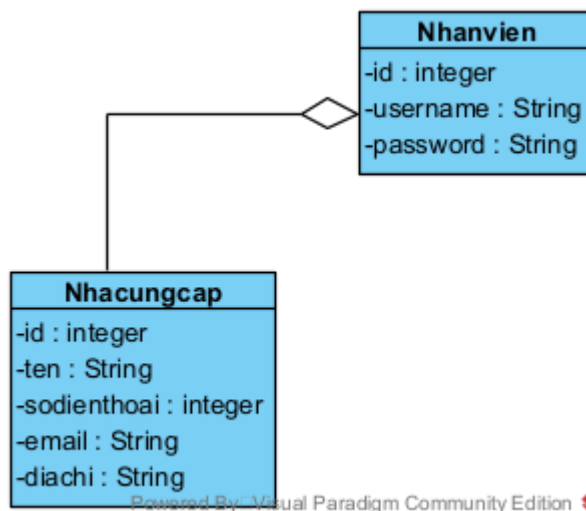 Nhanvien
-id : integer
-username : String
-password : String
Nhacungcap
-id : integer
-ten : String
-sodienthoai : integer
-email : String
-diachi : String
Powered By Visual Paradigm Community Edition